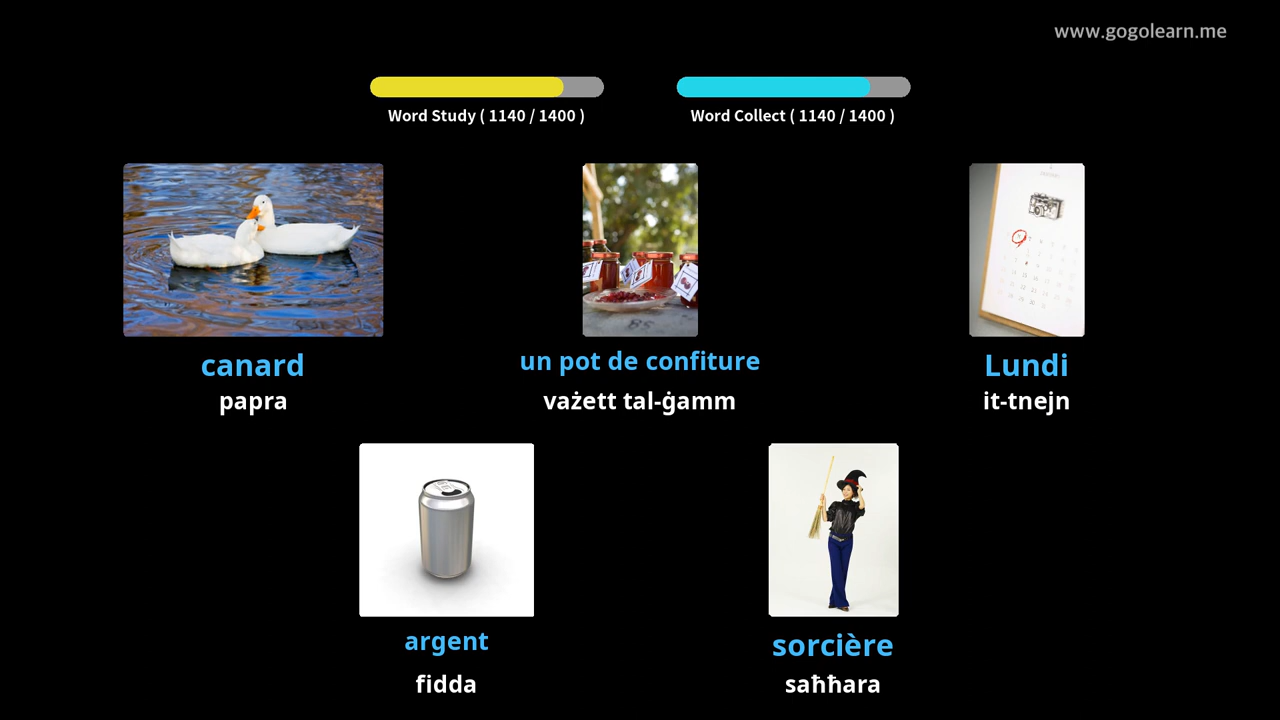 www.gogolearn.me
Word Study ( 1140 / 1400 )
Word Collect ( 1140 / 1400 )
canard
papra
un pot de confiture
vażett tal-ġamm
Lundi
it-tnejn
argent
fidda
sorcière
saħħara